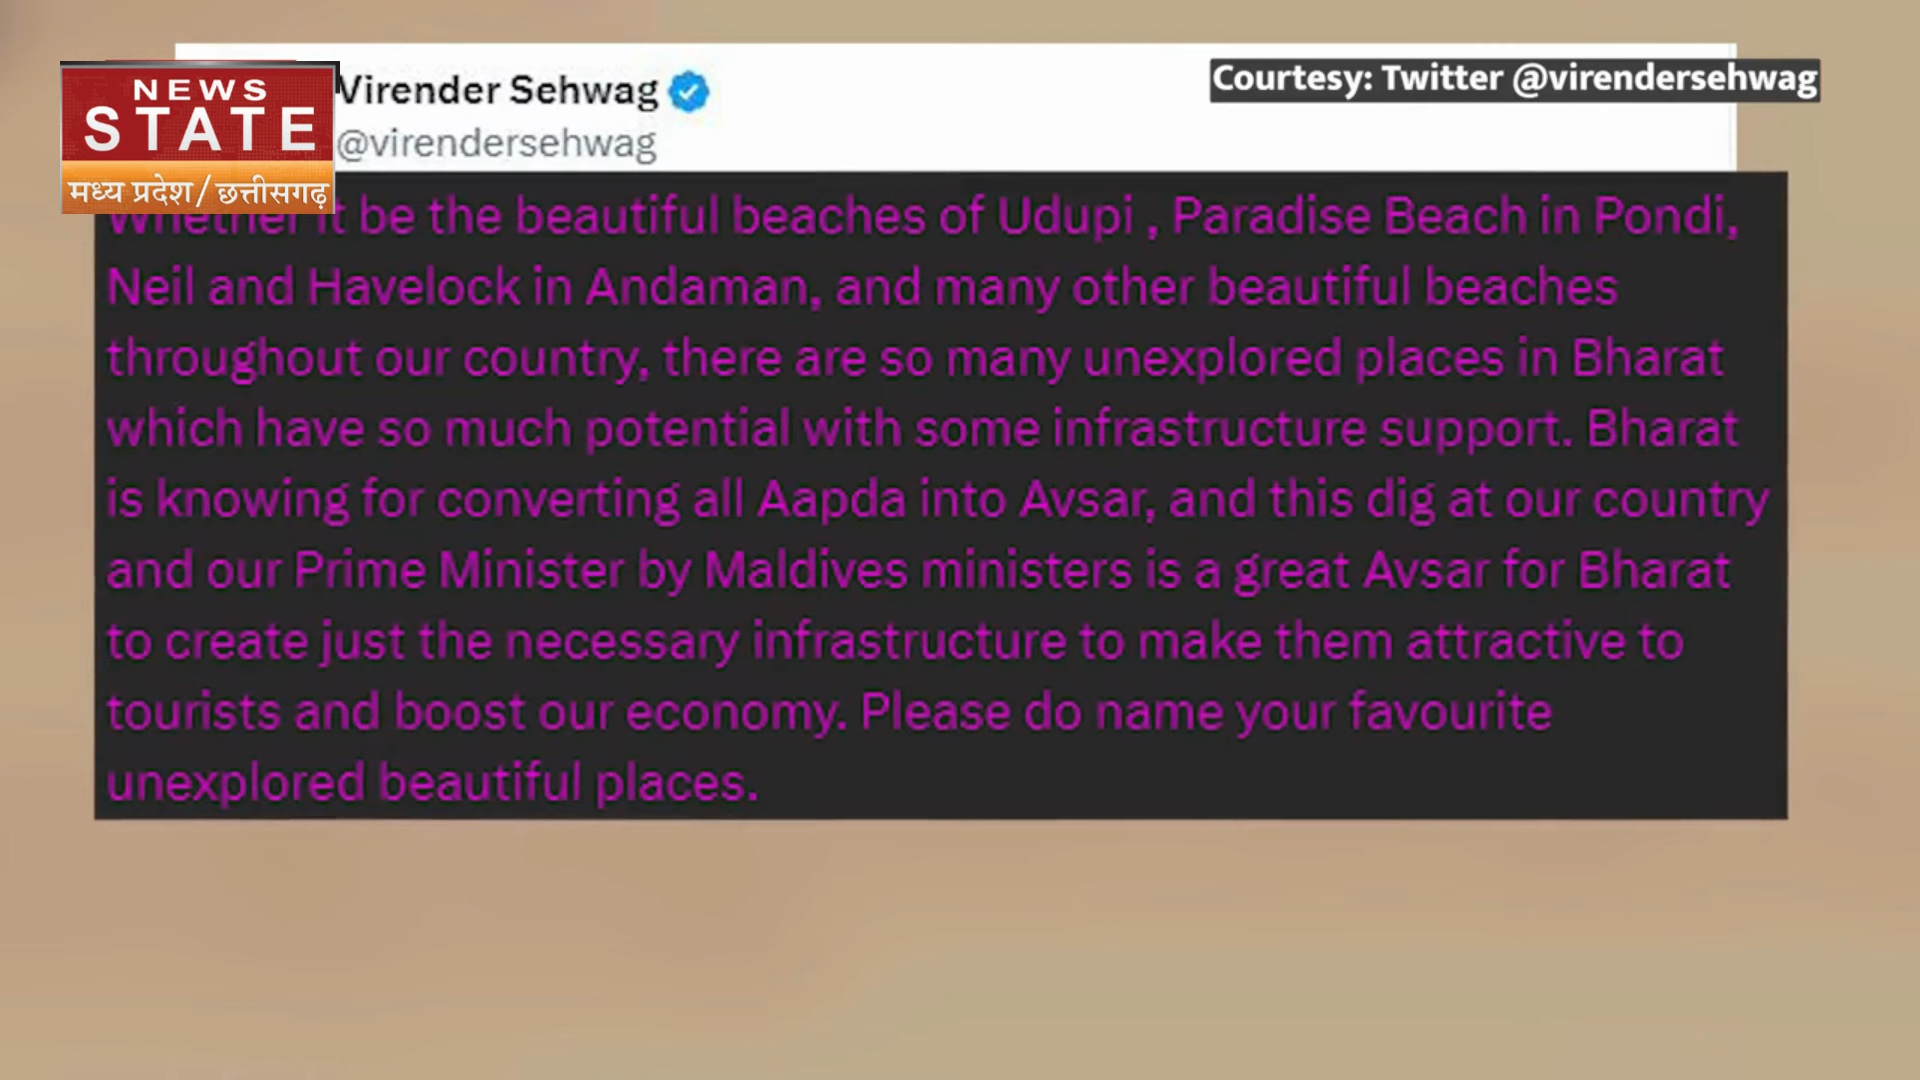 NEWS
STATE
मध्य प्रदेश/छत्तीसगढ़
Virender Sehwag
@virendersehwag
Courtesy: Twitter @virendersehwag
Whether it be the beautiful beaches of Udupi , Paradise Beach in Pondi,
Neil and Havelock in Andaman, and many other beautiful beaches
throughout our country, there are so many unexplored places in Bharat
which have so much potential with some infrastructure support. Bharat
is knowing for converting all Aapda into Avsar, and this dig at our country
and our Prime Minister by Maldives ministers is a great Avsar for Bharat
to create just the necessary infrastructure to make them attractive to
tourists and boost our economy. Please do name your favourite
unexplored beautiful places.